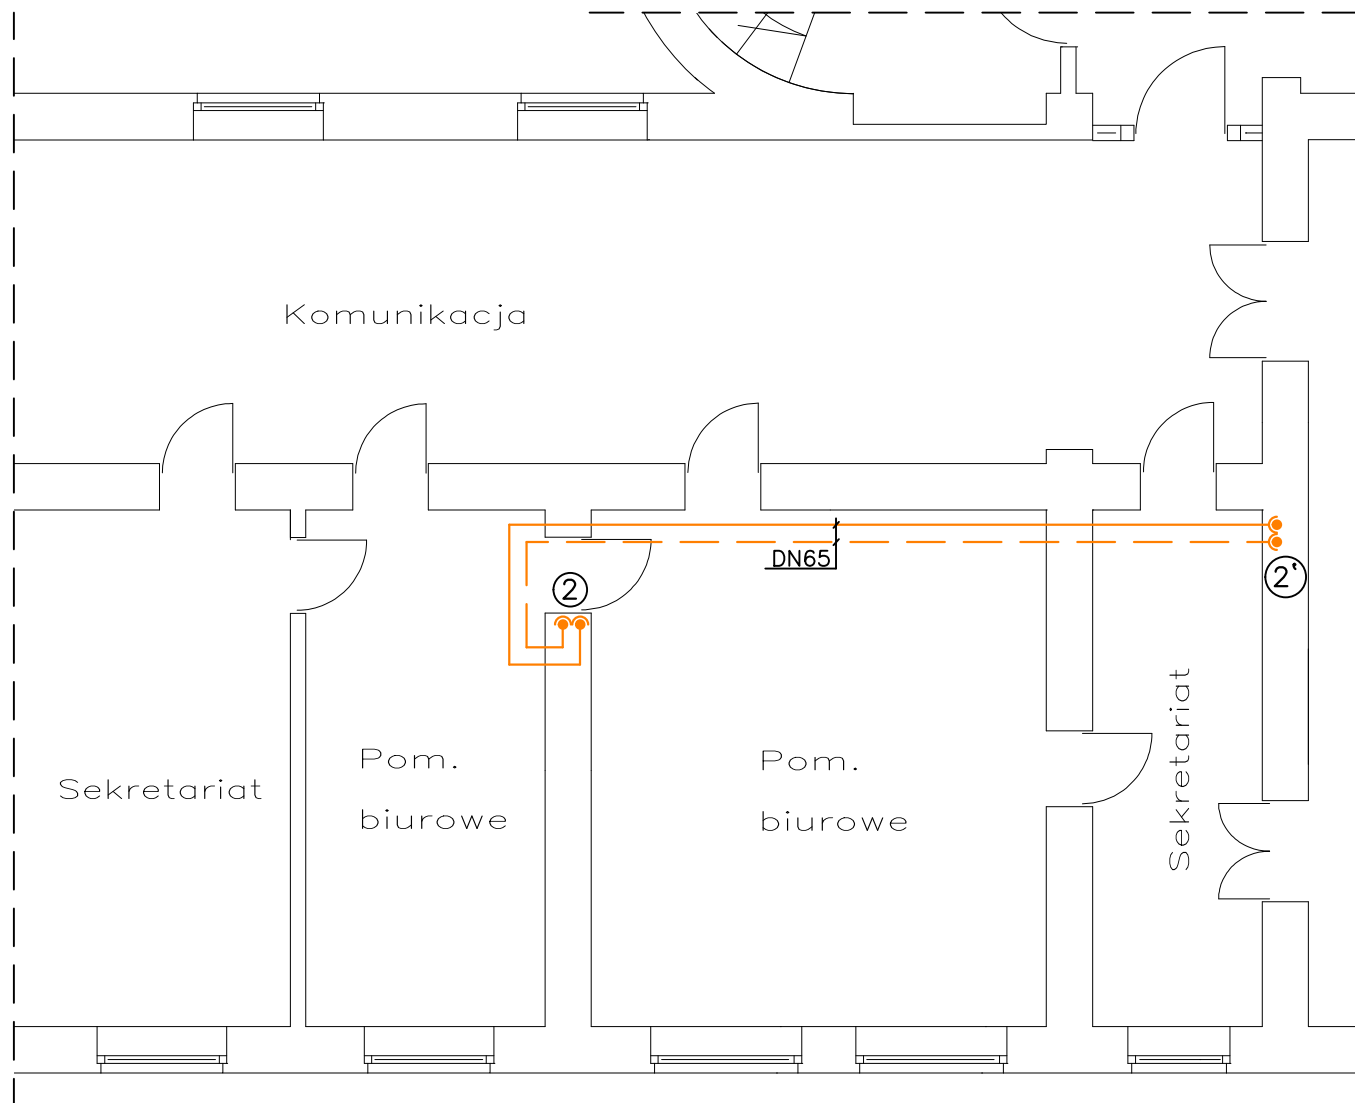 Komunikacja
DN65
2
2'
Sekretariat
Pom.
biurowe
Pom.
biurowe
Sekretariat